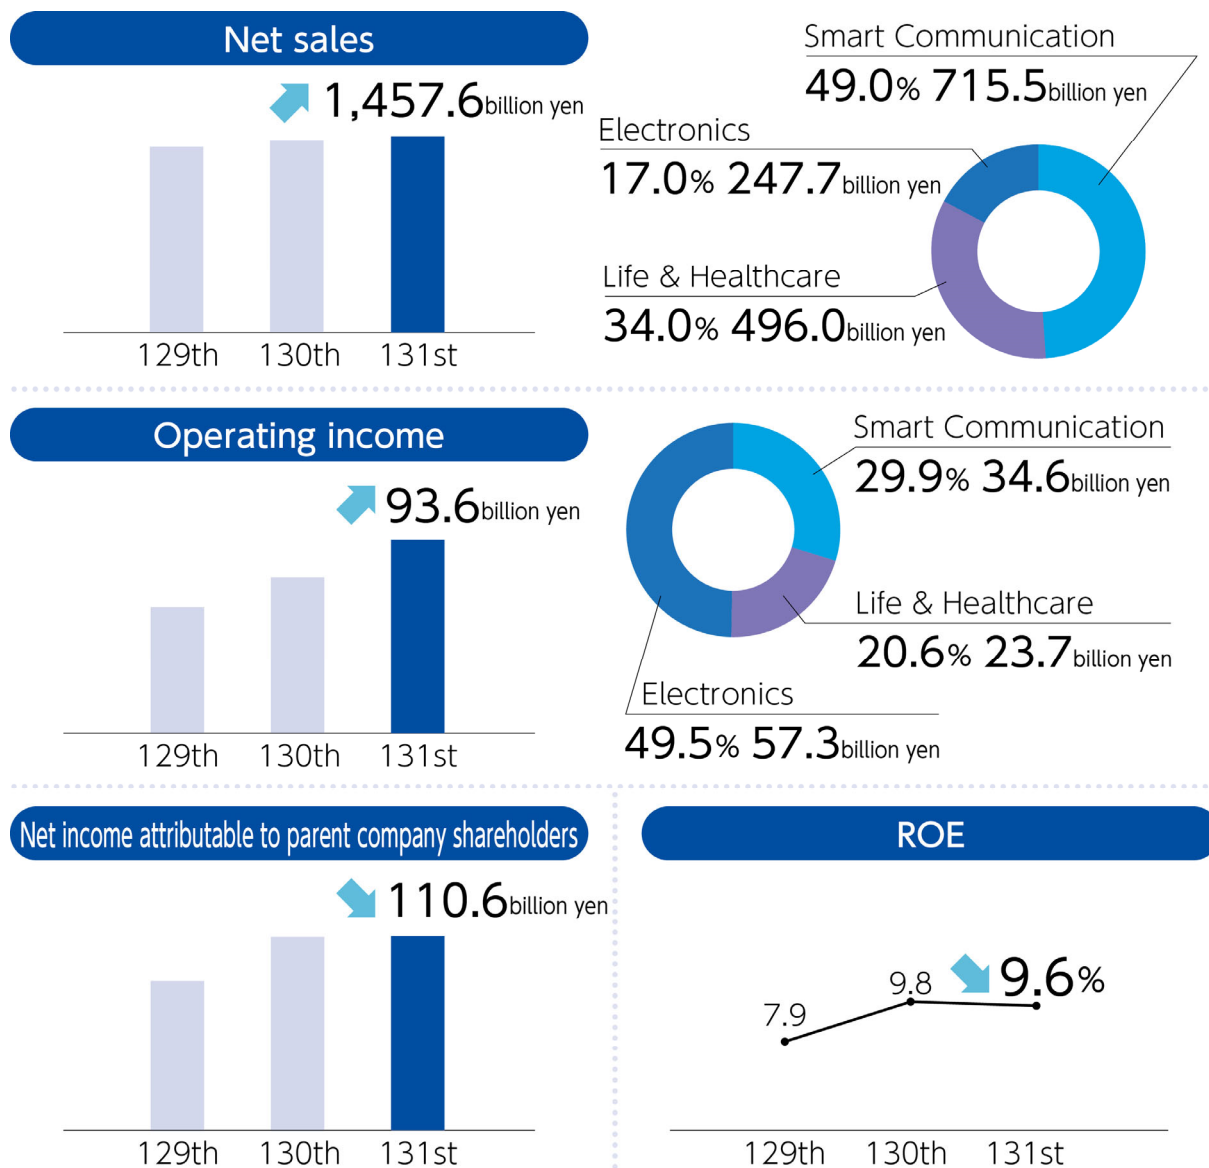 Net sales
1,457.6billion yen
129th 130th 131st
Smart Communication
49.0% 715.5billion yen
Electronics
17.0% 247.7billion yen
Life & Healthcare
34.0% 496.0billion yen
Operating income
93.6billion yen
129th 130th 131st
Smart Communication
29.9% 34.6billion yen
Life & Healthcare
20.6% 23.7billion yen
Electronics
49.5% 57.3billion yen
Net income attributable to parent company shareholders
110.6billion yen
129th 130th 131st
ROE
7.9 9.8 9.6%
129th 130th 131st